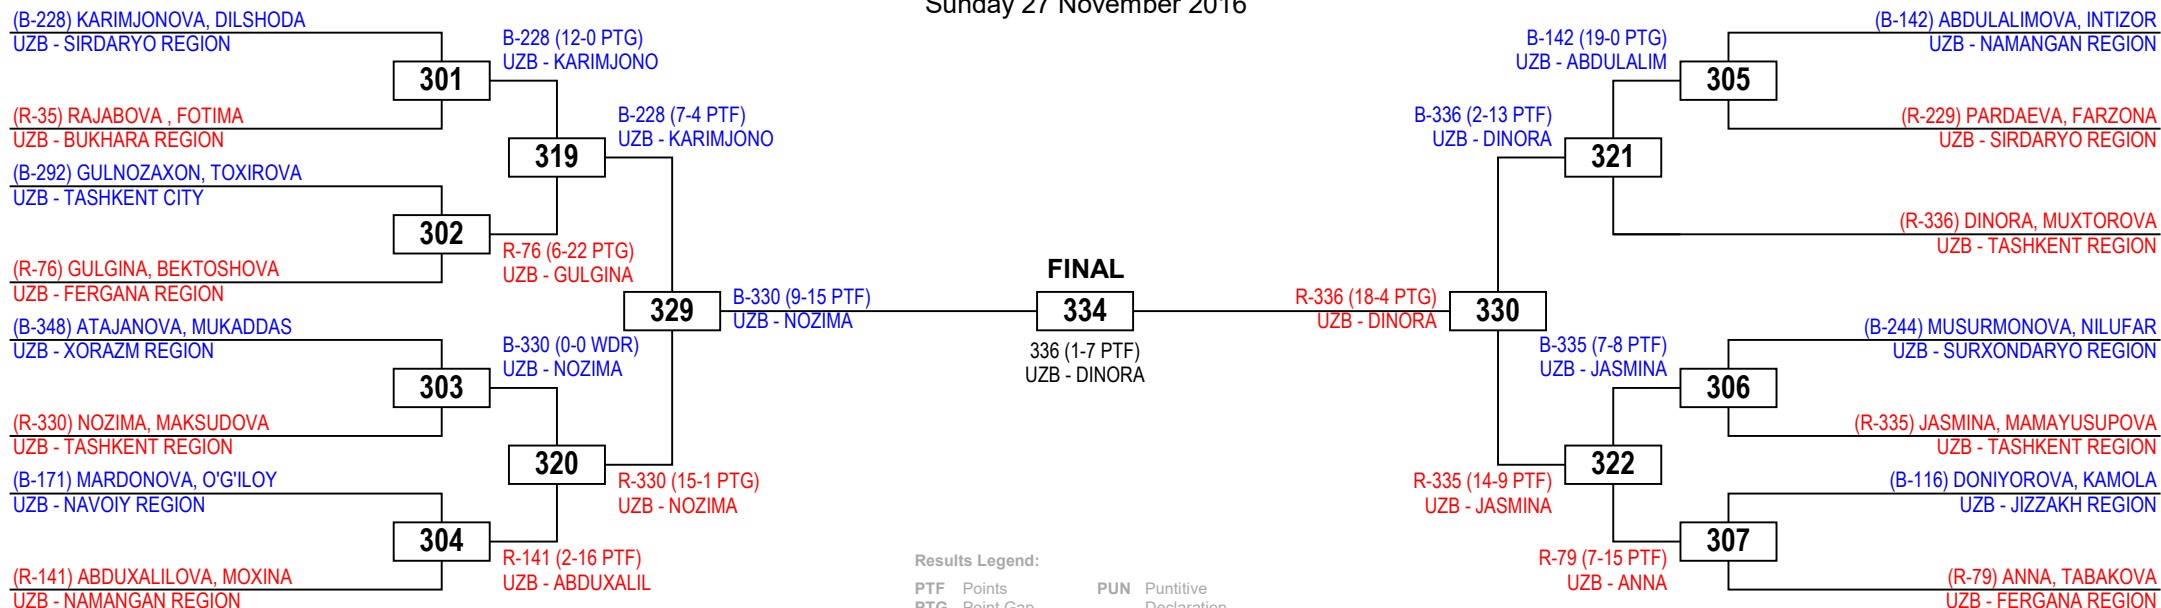 Sunday 27 November 2016
(B-228) KARIMJONOVA, DILSHODA
UZB - SIRDARYO REGION
301
(R-35) RAJABOVA , FOTIMA
UZB - BUKHARA REGION
(B-292) GULNOZAXON, TOXIROVA
UZB - TASHKENT CITY
302
(R-76) GULGINA, BEKTOSHOVA
UZB - FERGANA REGION
(B-348) ATAJANOVA, MUKADDAS
UZB - XORAZM REGION
303
(R-330) NOZIMA, MAKSUDOVA
UZB - TASHKENT REGION
(B-171) MARDONOVA, O'G'ILOY
UZB - NAVOIY REGION
304
(R-141) ABDUXALILOVA, MOXINA
UZB - NAMANGAN REGION
B-228 (12-0 PTG)
UZB - KARIMJONO
319
R-76 (6-22 PTG)
UZB - GULGINA
B-330 (0-0 WDR)
UZB - NOZIMA
320
R-141 (2-16 PTF)
UZB - ABDUXALIL
B-228 (7-4 PTF)
UZB - KARIMJONO
329
R-330 (15-1 PTG)
UZB - NOZIMA
B-330 (9-15 PTF)
UZB - NOZIMA
FINAL
334
336 (1-7 PTF)
UZB - DINORA
R-336 (18-4 PTG)
UZB - DINORA
330
B-336 (2-13 PTF)
UZB - DINORA
R-335 (14-9 PTF)
UZB - JASMINA
B-142 (19-0 PTG)
UZB - ABDULALIM
321
B-335 (7-8 PTF)
UZB - JASMINA
322
R-79 (7-15 PTF)
UZB - ANNA
(B-142) ABDULALIMOVA, INTIZOR
UZB - NAMANGAN REGION
305
(R-229) PARDAEVA, FARZONA
UZB - SIRDARYO REGION
(R-336) DINORA, MUXTOROVA
UZB - TASHKENT REGION
(B-244) MUSURMONOVA, NILUFAR
UZB - SURXONDARYO REGION
306
(R-335) JASMINA, MAMAYUSUPOVA
UZB - TASHKENT REGION
(B-116) DONIYOROVA, KAMOLA
UZB - JIZZAKH REGION
307
(R-79) ANNA, TABAKOVA
UZB - FERGANA REGION
Results Legend:
PTF Points PUN Puntitive
PTG Point Gap Declaration